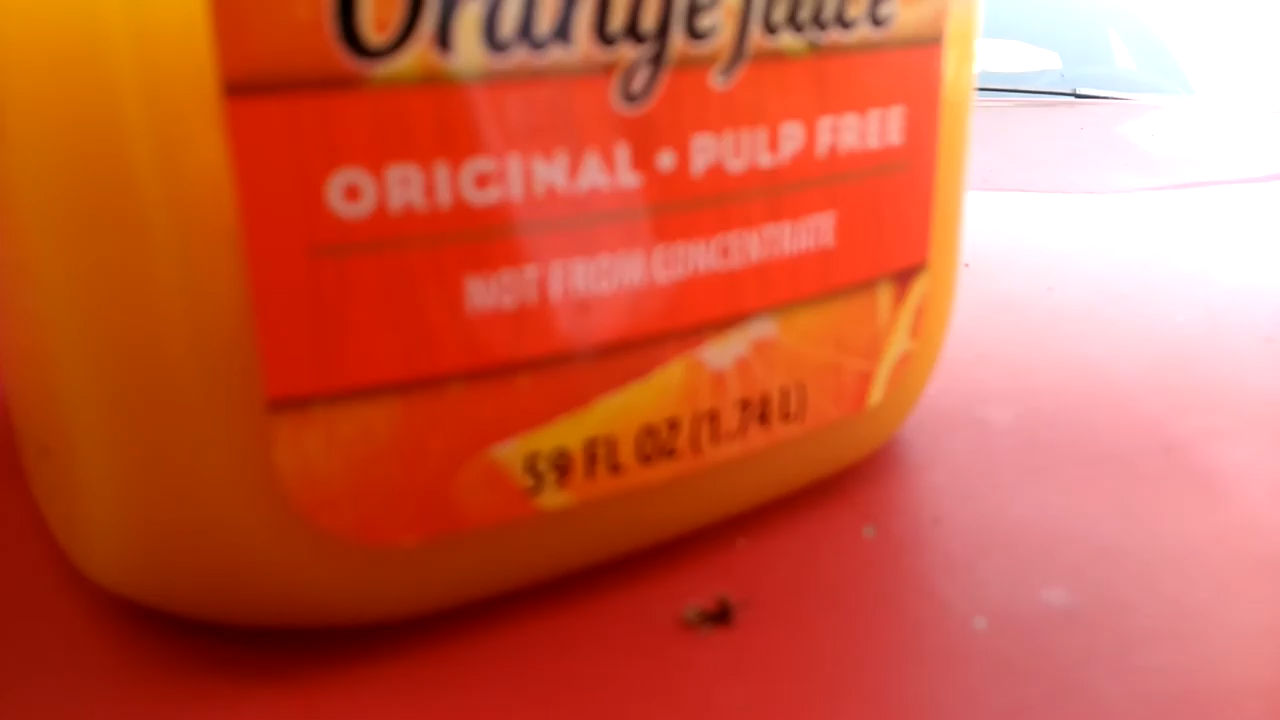 Orange Juice
ORIGINAL • PULP FREE
NOT FROM CONCENTRATE
59 FL OZ (1.74 L)